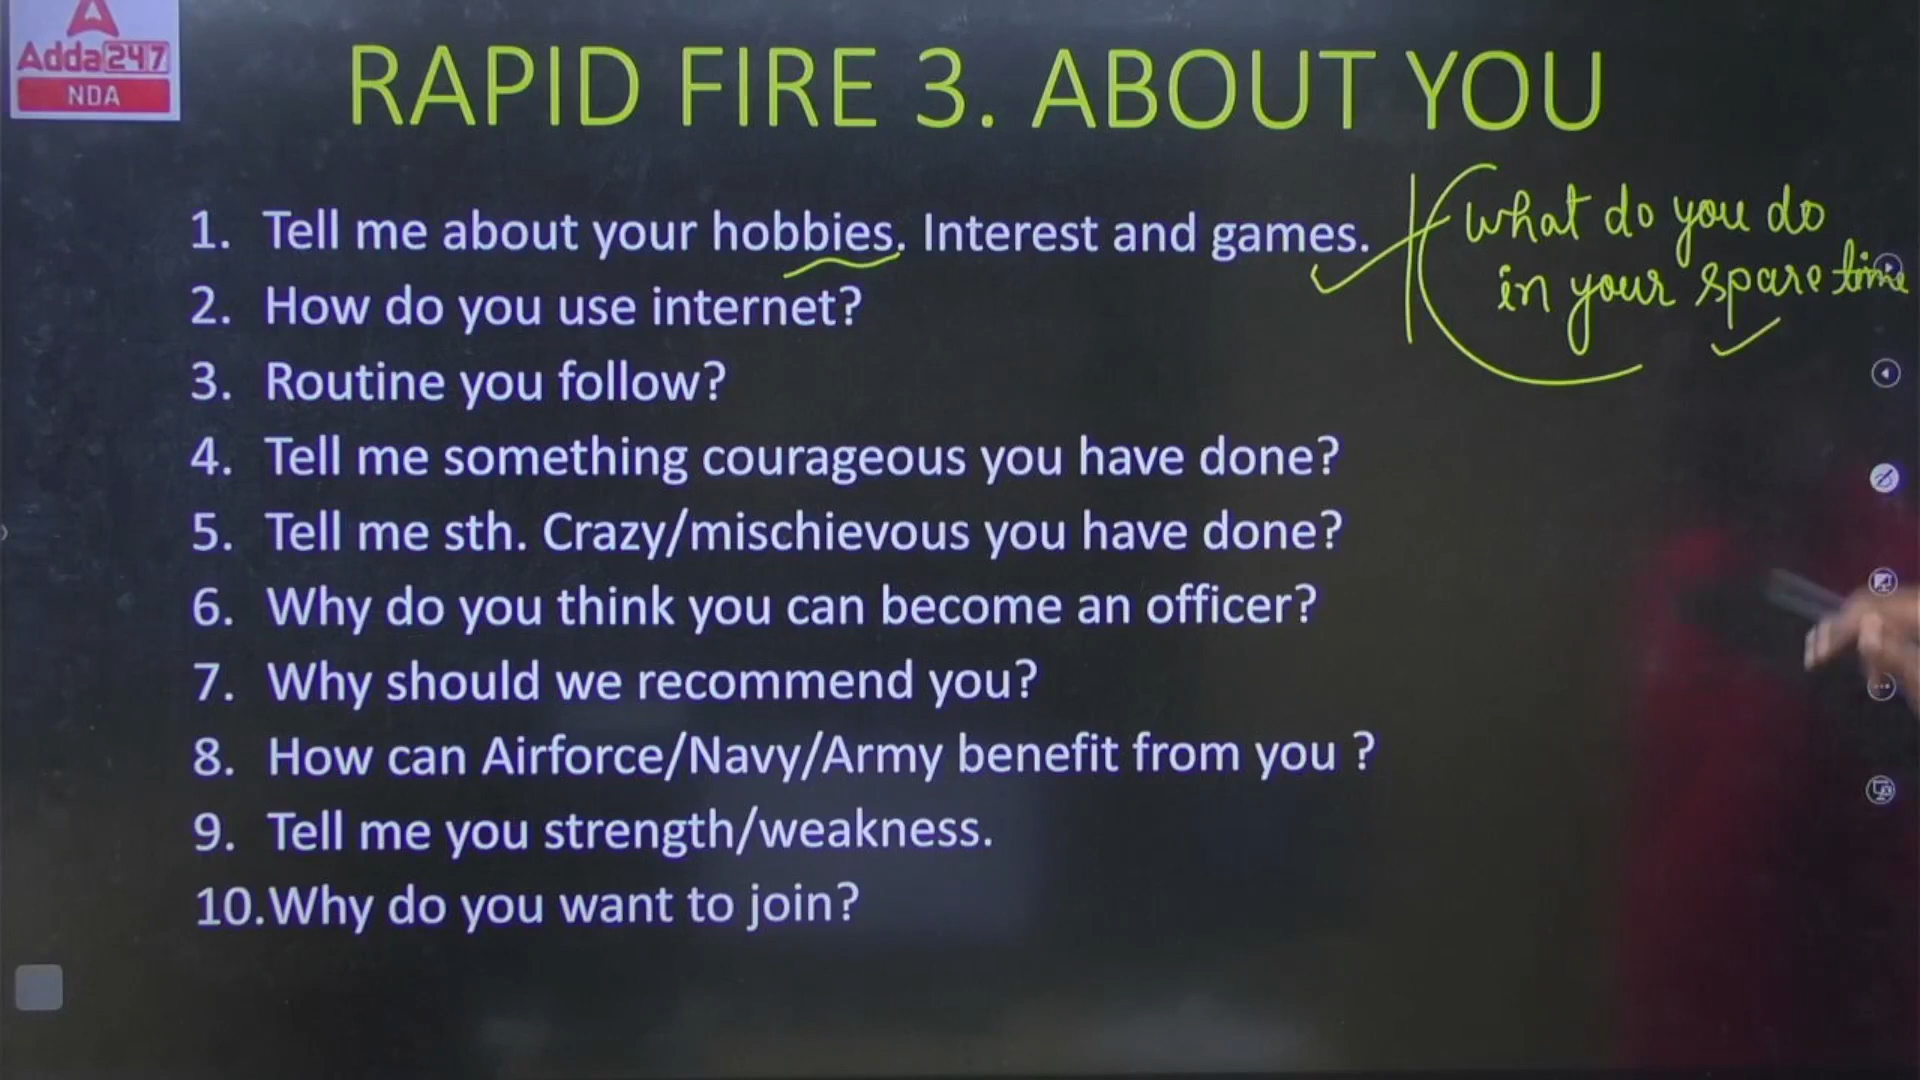 Adda247
NDA
RAPID FIRE 3. ABOUT YOU
1. Tell me about your hobbies. Interest and games.
What do you do
in your spare time
2. How do you use internet?
3. Routine you follow?
4. Tell me something courageous you have done?
5. Tell me sth. Crazy/mischievous you have done?
6. Why do you think you can become an officer?
7. Why should we recommend you?
8. How can Airforce/Navy/Army benefit from you ?
9. Tell me you strength/weakness.
10.Why do you want to join?